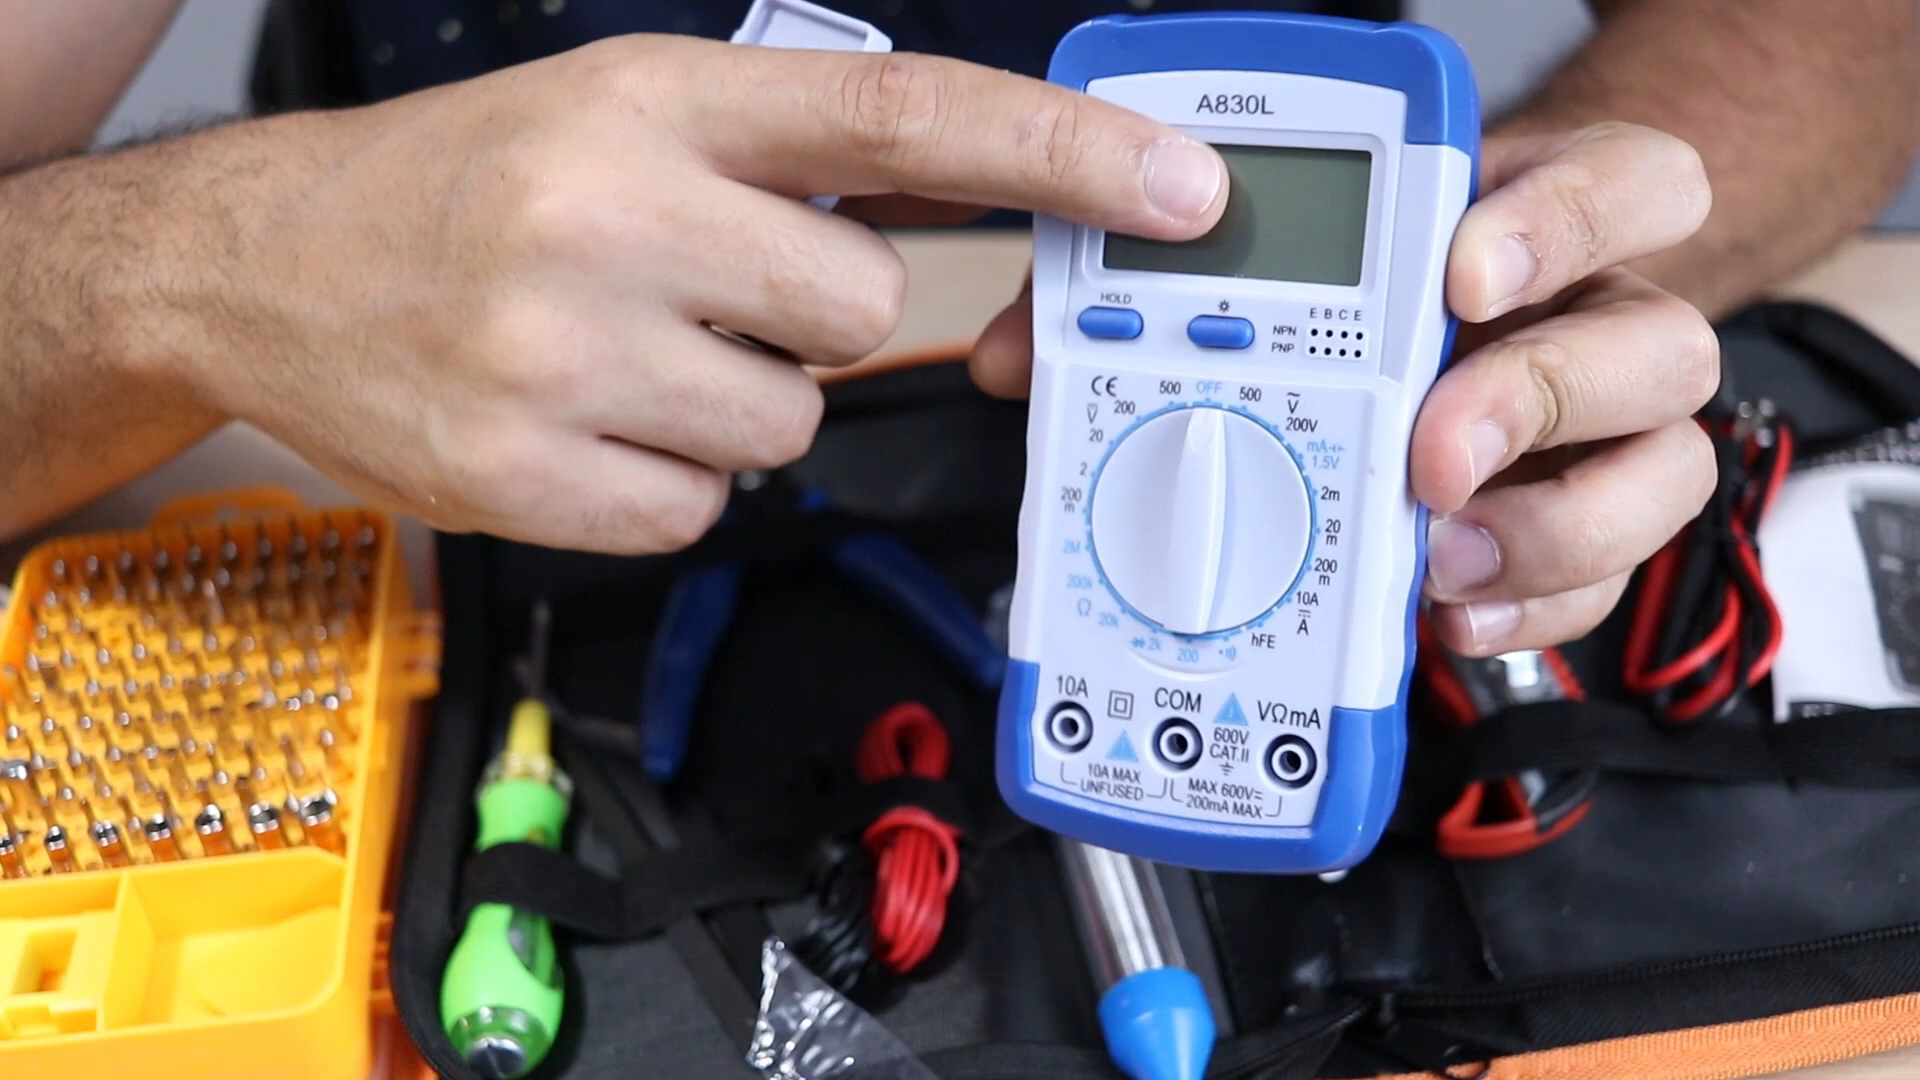 A830L
HOLD
E B C E
NPN
PNP
CE
500
OFF
500
V
200
V
200V
20
mA
1.5V
2
2m
200
m
20
m
2M
200
m
200k
10A
A
Ω
20k
hFE
2k
200
10A
COM
VΩmA
600V
CAT.II
10A MAX
UNFUSED
MAX 600V
200mA MAX